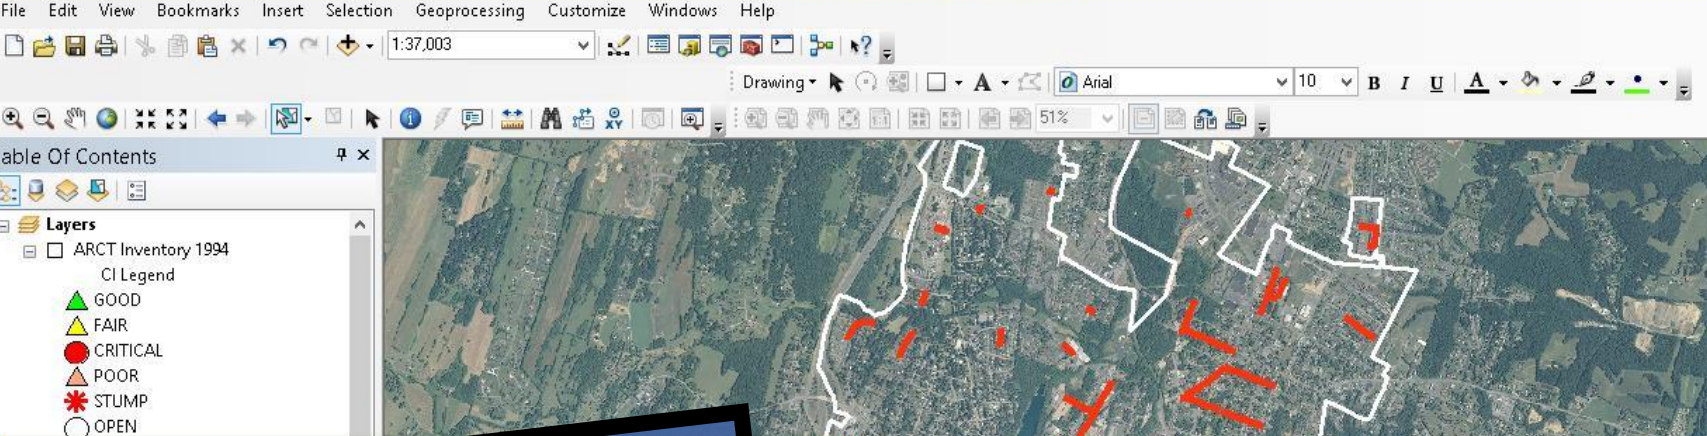 File Edit View Bookmarks Insert Selection Geoprocessing Customize Windows Help
1:37,003
Drawing A Arial 10 B I U A
51%
able Of Contents
Layers
ARCT Inventory 1994
CI Legend
GOOD
FAIR
CRITICAL
POOR
STUMP
OPEN